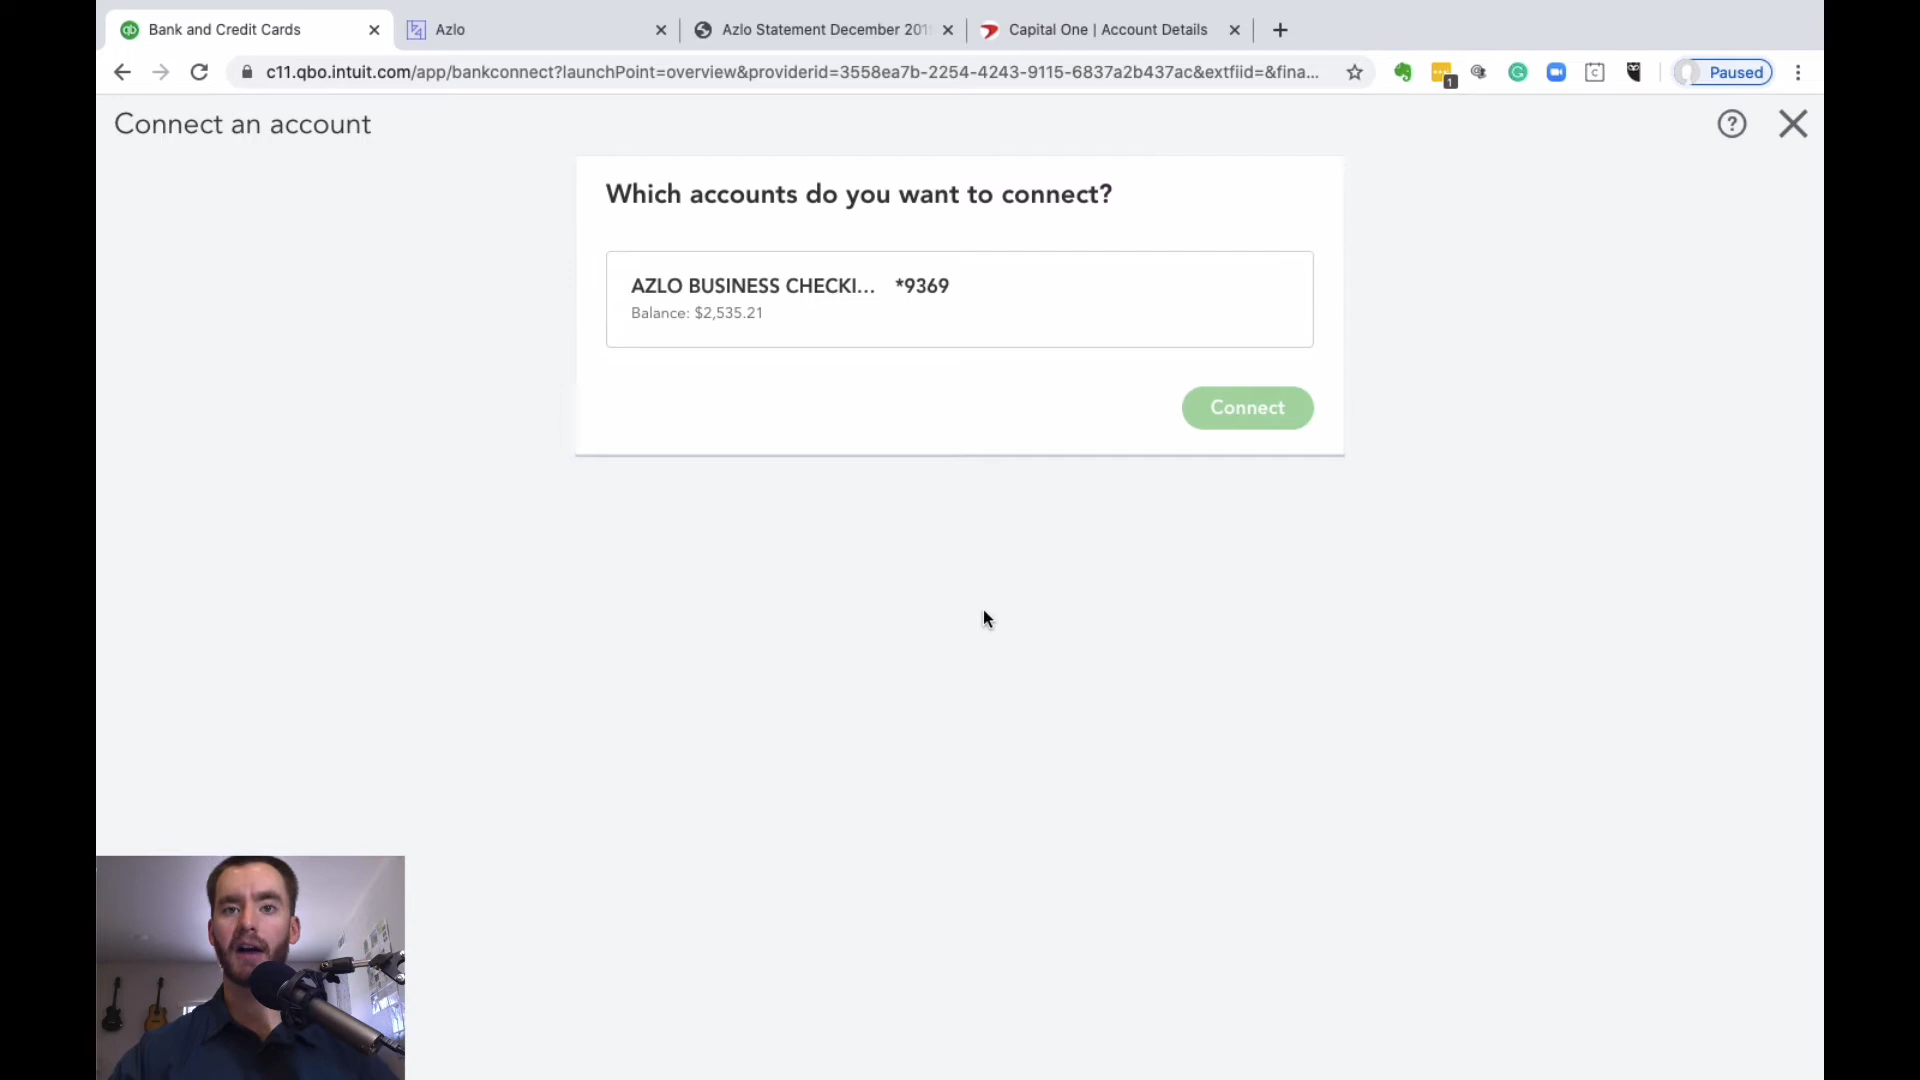 Bank and Credit Cards
Azlo
Azlo Statement December 201
Capital One | Account Details
c11.qbo.intuit.com/app/bankconnect?launchPoint=overview&providerid=3558ea7b-2254-4243-9115-6837a2b437ac&extfiid=&fina...
1
Paused
Connect an account
Which accounts do you want to connect?
AZLO BUSINESS CHECKI... *9369
Balance: $2,535.21
Connect